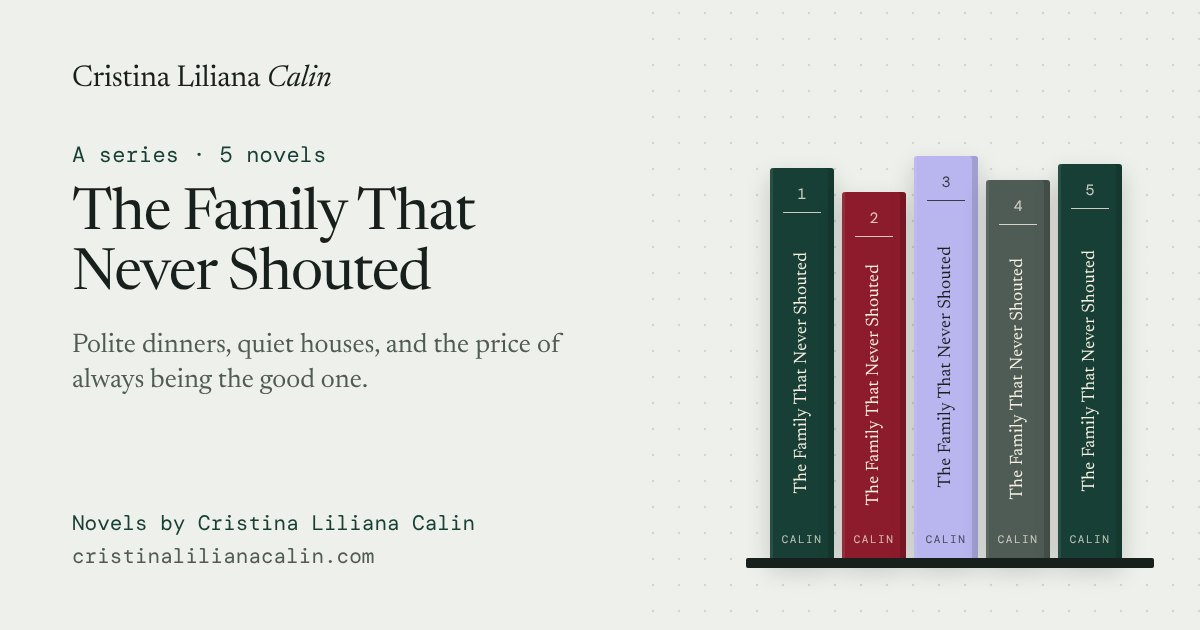 Cristina Liliana Calin
A series · 5 novels
The Family That
Never Shouted
Polite dinners, quiet houses, and the price of
always being the good one.
Novels by Cristina Liliana Calin
cristinalilianacalin.com
1
The Family That Never Shouted
CALIN
2
The Family That Never Shouted
CALIN
3
The Family That Never Shouted
CALIN
4
The Family That Never Shouted
CALIN
5
The Family That Never Shouted
CALIN